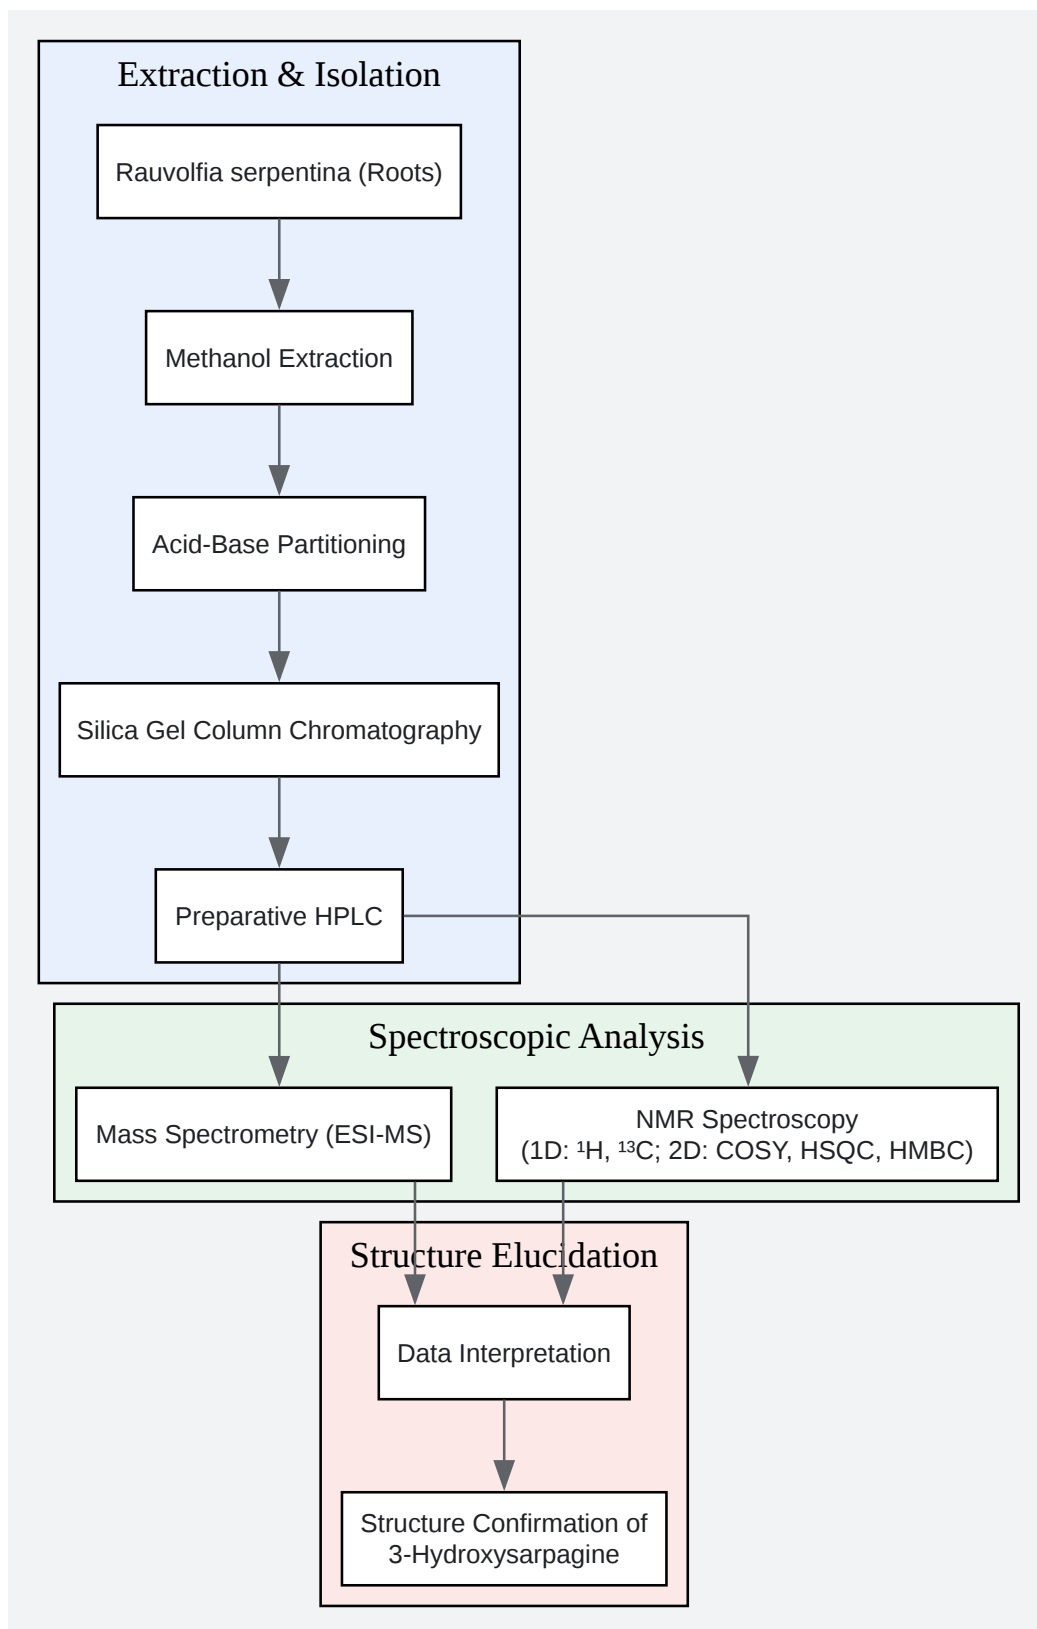 Extraction & Isolation
Rauvolfia serpentina (Roots)
Methanol Extraction
Acid-Base Partitioning
Silica Gel Column Chromatography
Preparative HPLC
Spectroscopic Analysis
Mass Spectrometry (ESI-MS)
NMR Spectroscopy
(1D: ¹H, ¹³C; 2D: COSY, HSQC, HMBC)
Structure Elucidation
Data Interpretation
Structure Confirmation of
3-Hydroxysarpagine